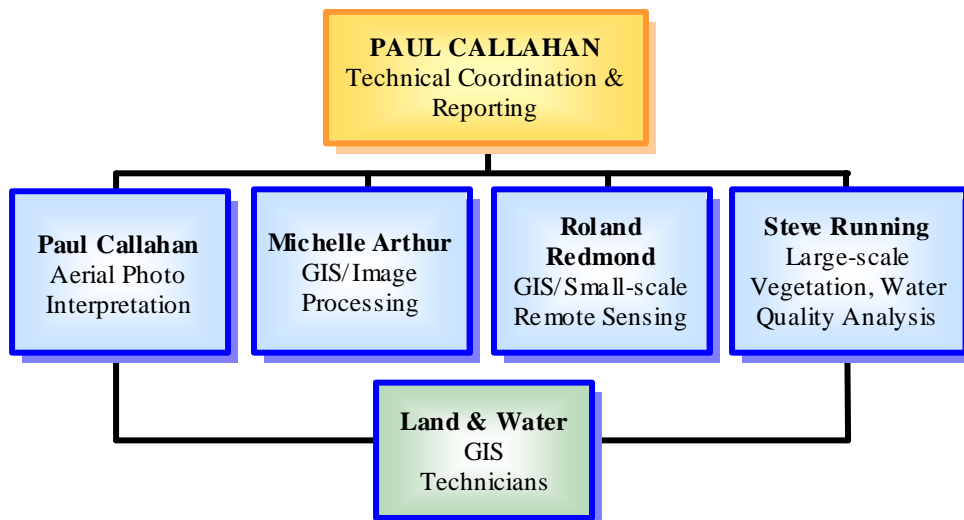 PAUL CALLAHAN
Technical Coordination &
Reporting
Paul Callahan
Aerial Photo
Interpretation
Michelle Arthur
GIS/Image
Processing
Roland
Redmond
GIS/Small-scale
Remote Sensing
Steve Running
Large-scale
Vegetation, Water
Quality Analysis
Land & Water
GIS
Technicians